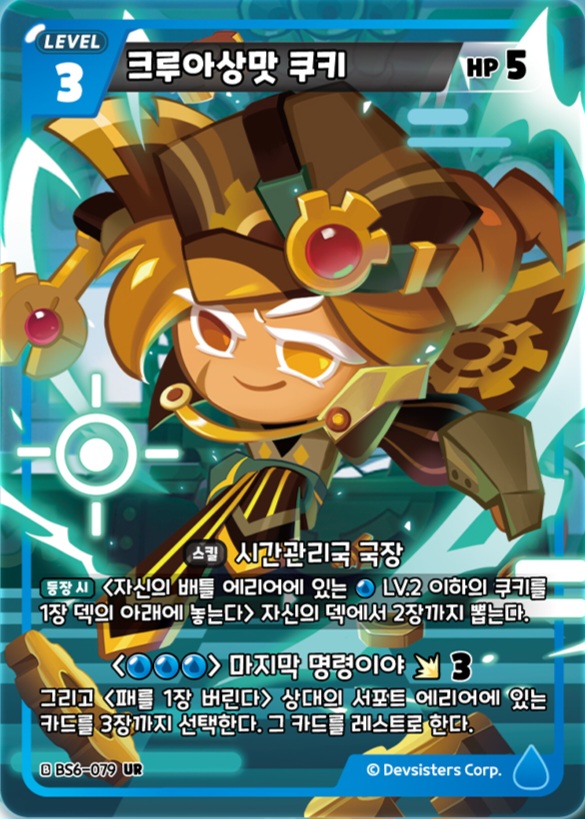 LEVEL
3
크루아상맛 쿠키
HP 5
스킬 시간관리국 국장
등장 시 <자신의 배틀 에리어에 있는 LV.2 이하의 쿠키를
1장 덱의 아래에 놓는다> 자신의 덱에서 2장까지 뽑는다.
< > 마지막 명령이야 3
그리고 <패를 1장 버린다> 상대의 서포트 에리어에 있는
카드를 3장까지 선택한다. 그 카드를 레스트로 한다.
B BS6-079 UR
© Devsisters Corp.